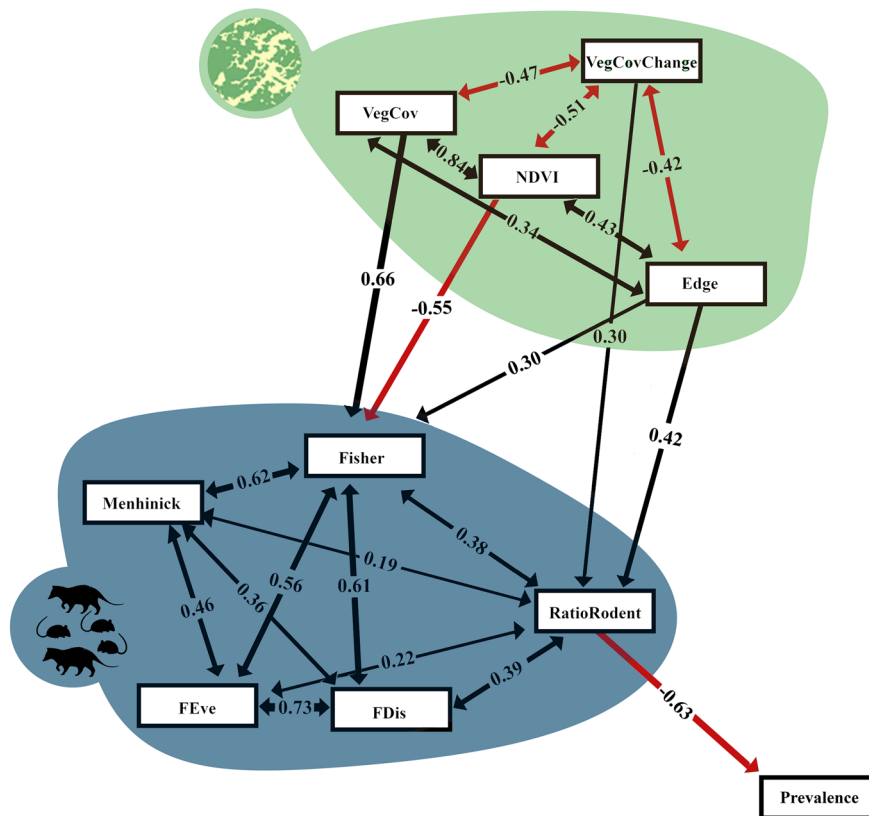 VegCovChange
-0.47
VegCov
-0.51
0.84
NDVI
-0.42
0.34
0.43
Edge
0.66
-0.55
0.30
0.30
0.42
Fisher
0.62
Menhinick
0.38
0.19
0.56
0.61
0.46
0.36
RatioRodent
0.22
0.39
-0.63
FEve
0.73
FDis
Prevalence